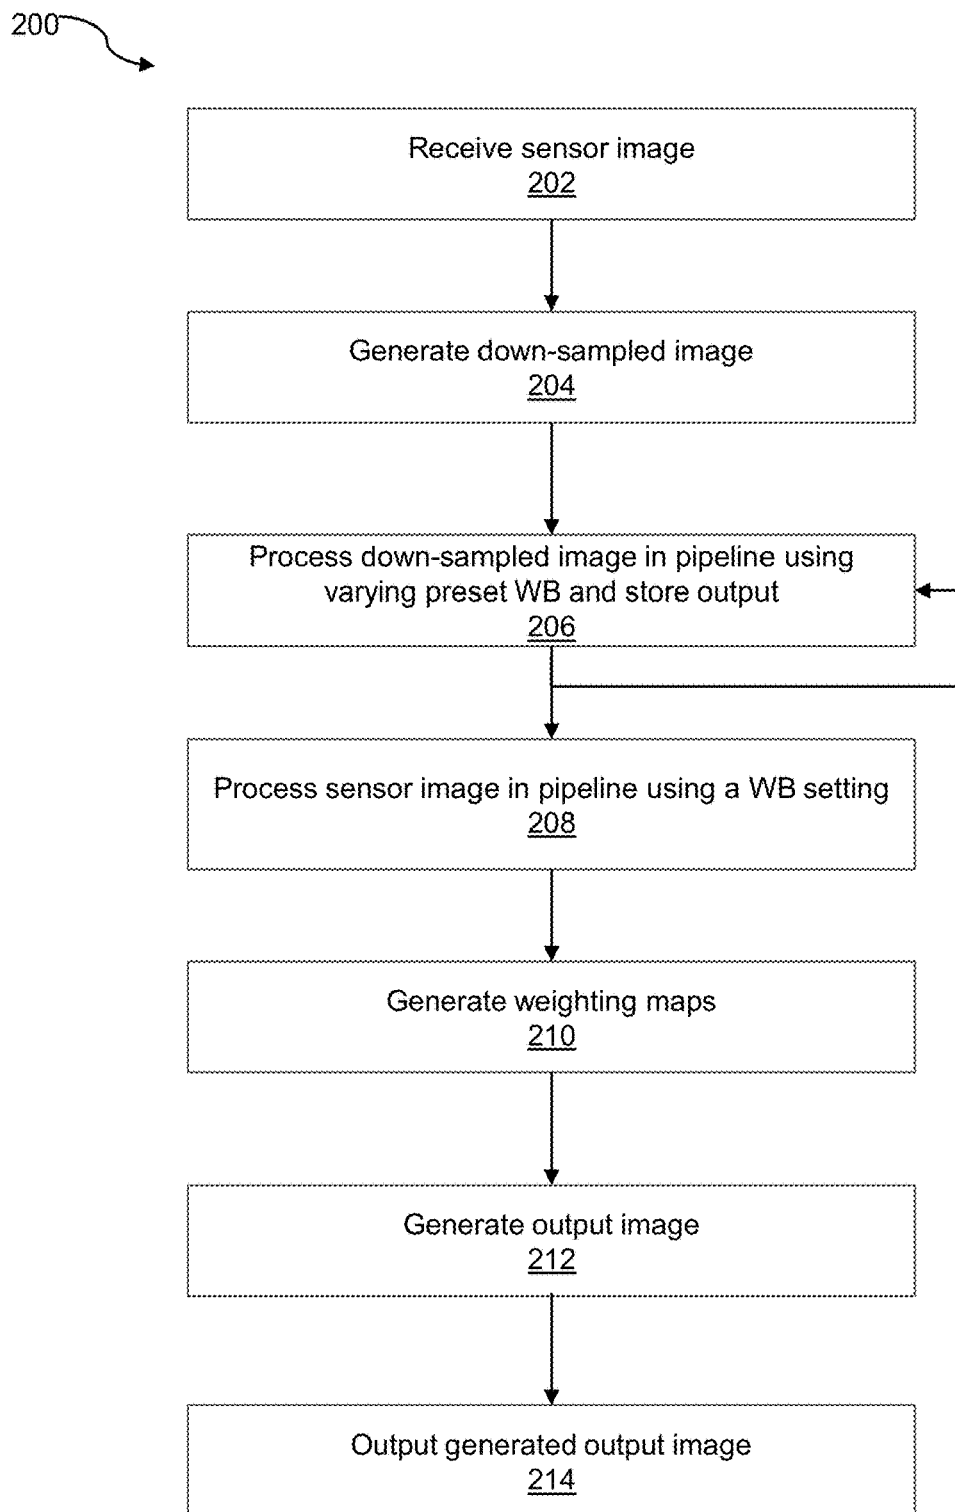 200
Receive sensor image
202
Generate down-sampled image
204
Process down-sampled image in pipeline using
varying preset WB and store output
206
Process sensor image in pipeline using a WB setting
208
Generate weighting maps
210
Generate output image
212
Output generated output image
214